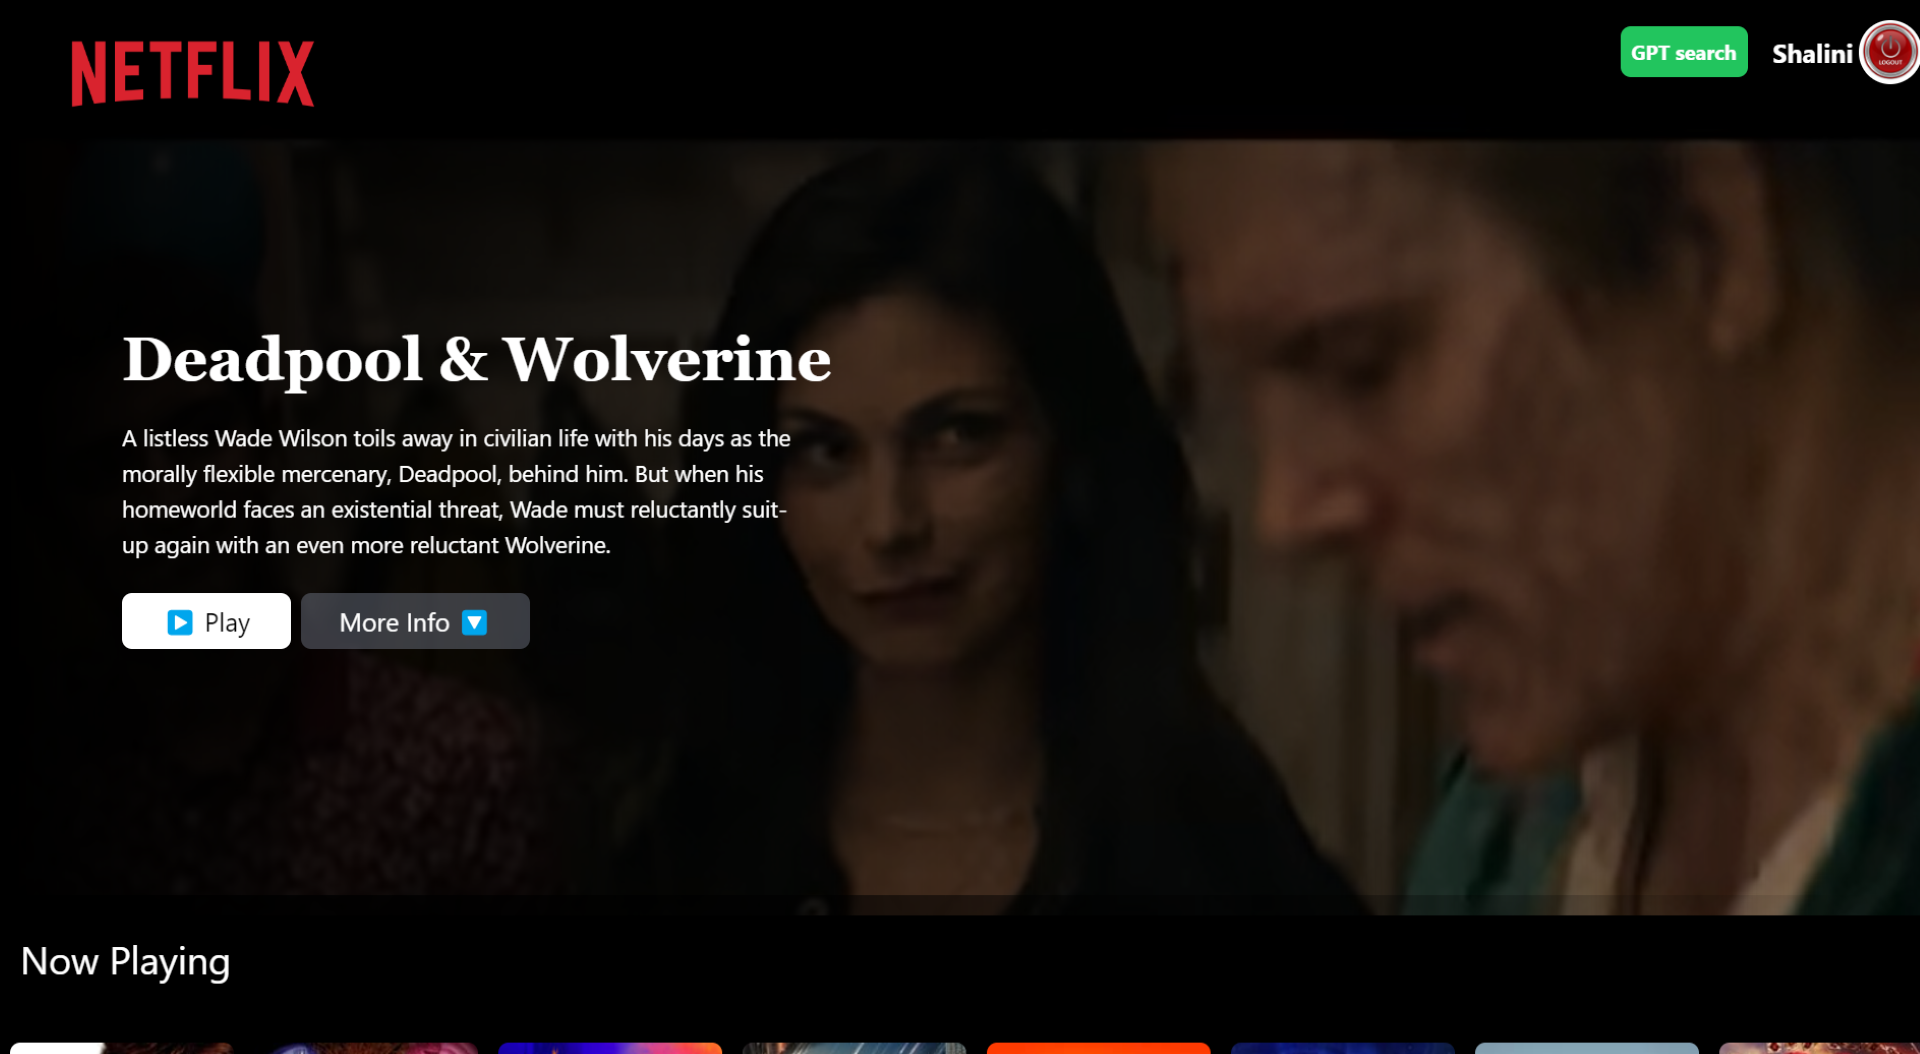 NETFLIX
GPT search
Shalini
LOGOUT
Deadpool & Wolverine
A listless Wade Wilson toils away in civilian life with his days as the
morally flexible mercenary, Deadpool, behind him. But when his
homeworld faces an existential threat, Wade must reluctantly suit-
up again with an even more reluctant Wolverine.
Play
More Info
Now Playing